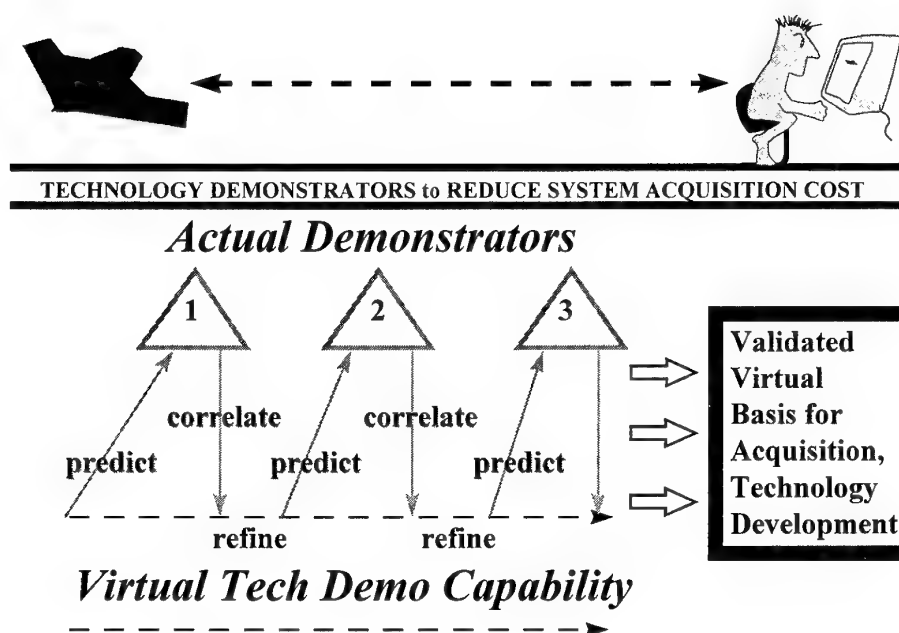 TECHNOLOGY DEMONSTRATORS to REDUCE SYSTEM ACQUISITION COST
Actual Demonstrators
1 2 3
correlate correlate
predict predict predict
refine refine
Virtual Tech Demo Capability
Validated
Virtual
Basis for
Acquisition,
Technology
Development